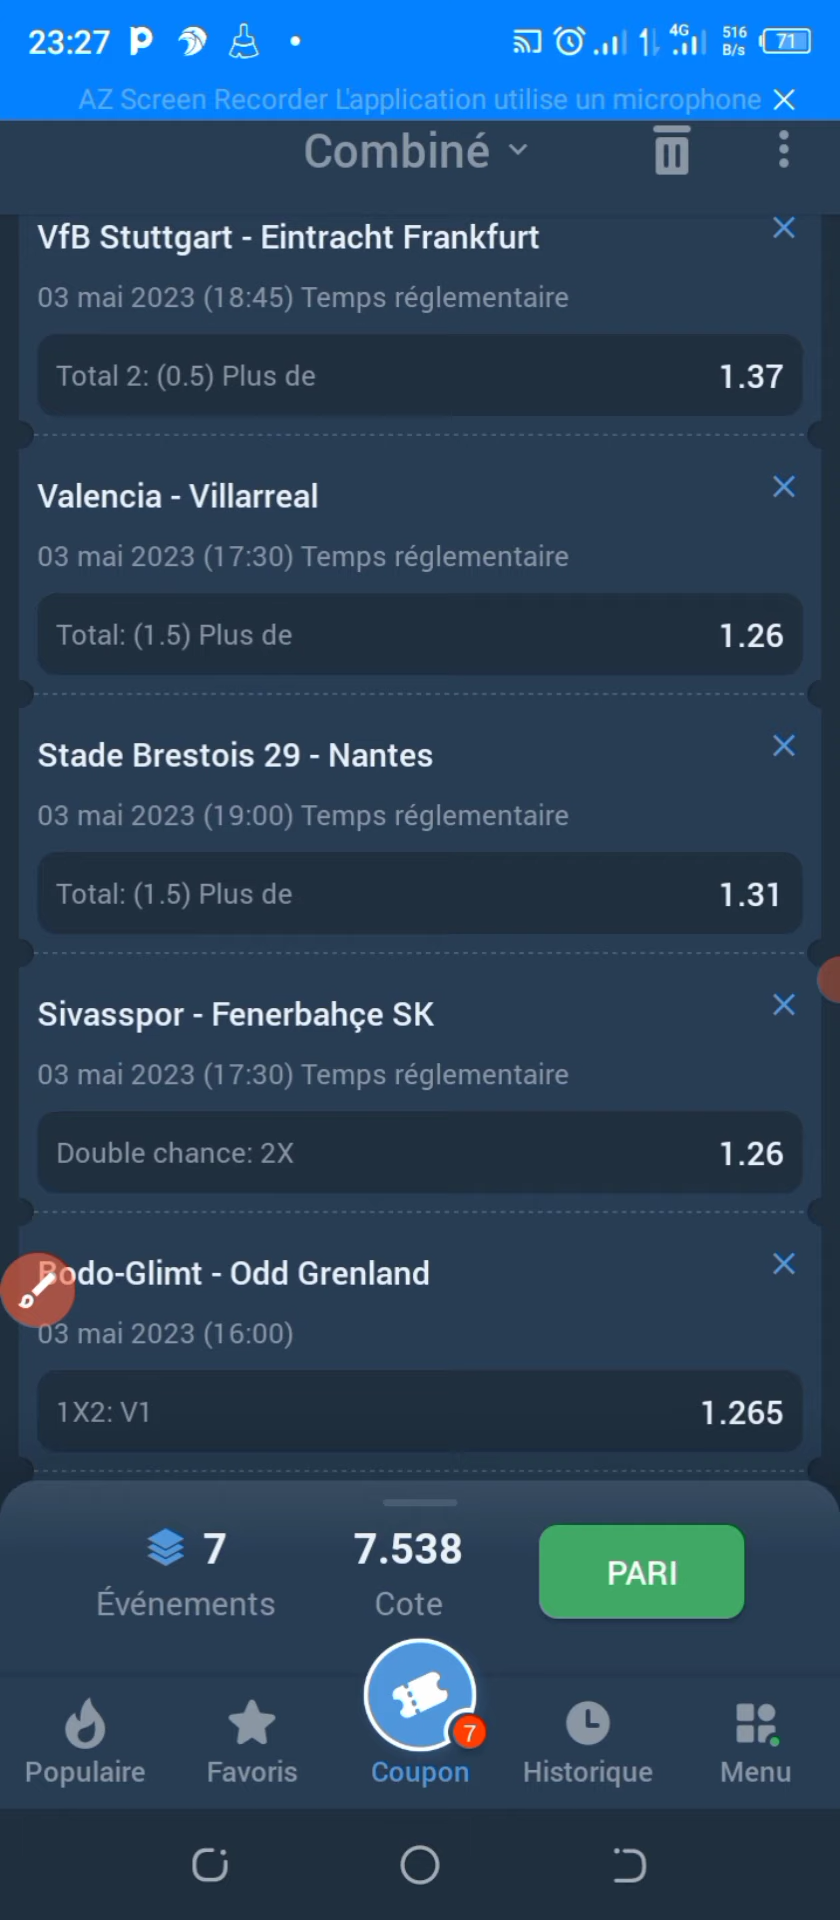 23:27
4G
516
B/s
71
AZ Screen Recorder L'application utilise un microphone
Combiné
VfB Stuttgart - Eintracht Frankfurt
03 mai 2023 (18:45) Temps réglementaire
Total 2: (0.5) Plus de 1.37
Valencia - Villarreal
03 mai 2023 (17:30) Temps réglementaire
Total: (1.5) Plus de 1.26
Stade Brestois 29 - Nantes
03 mai 2023 (19:00) Temps réglementaire
Total: (1.5) Plus de 1.31
Sivasspor - Fenerbahçe SK
03 mai 2023 (17:30) Temps réglementaire
Double chance: 2X 1.26
Bodo-Glimt - Odd Grenland
03 mai 2023 (16:00)
1X2: V1 1.265
7 7.538 PARI
Événements Cote
7
Populaire Favoris Coupon Historique Menu